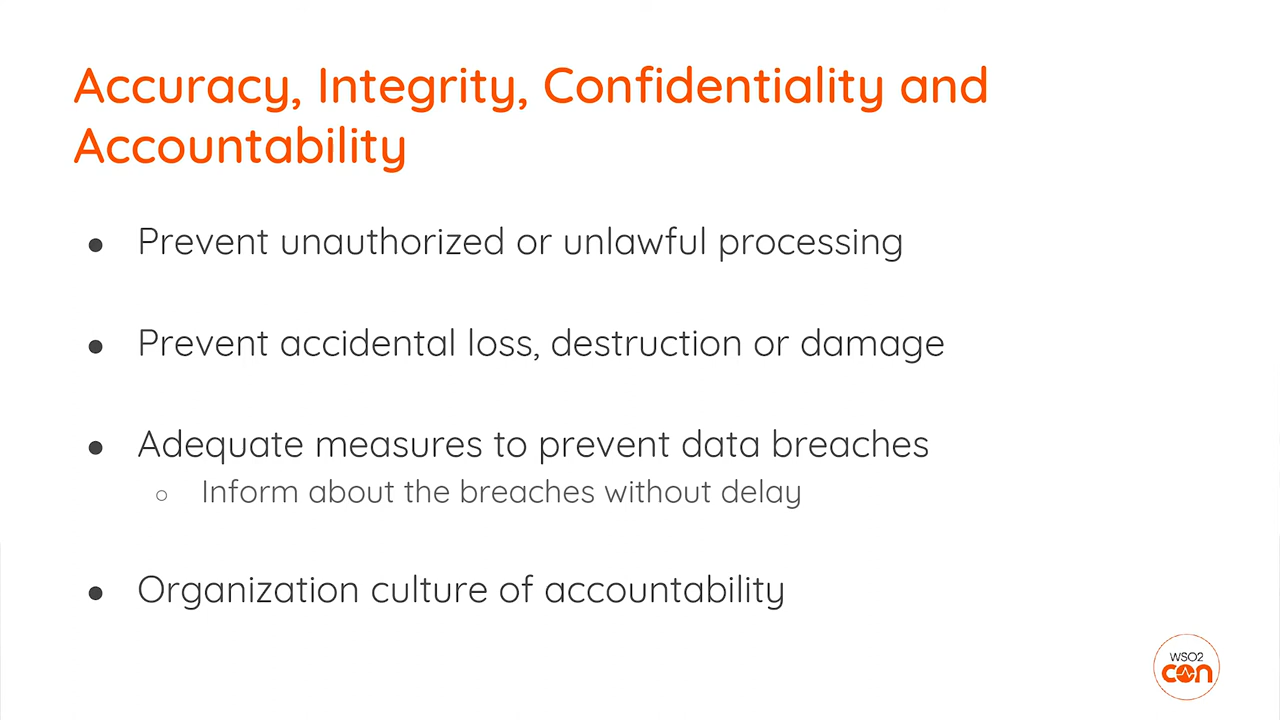 Accuracy, Integrity, Confidentiality and
Accountability
● Prevent unauthorized or unlawful processing
● Prevent accidental loss, destruction or damage
● Adequate measures to prevent data breaches
○ Inform about the breaches without delay
● Organization culture of accountability
WSO2
con